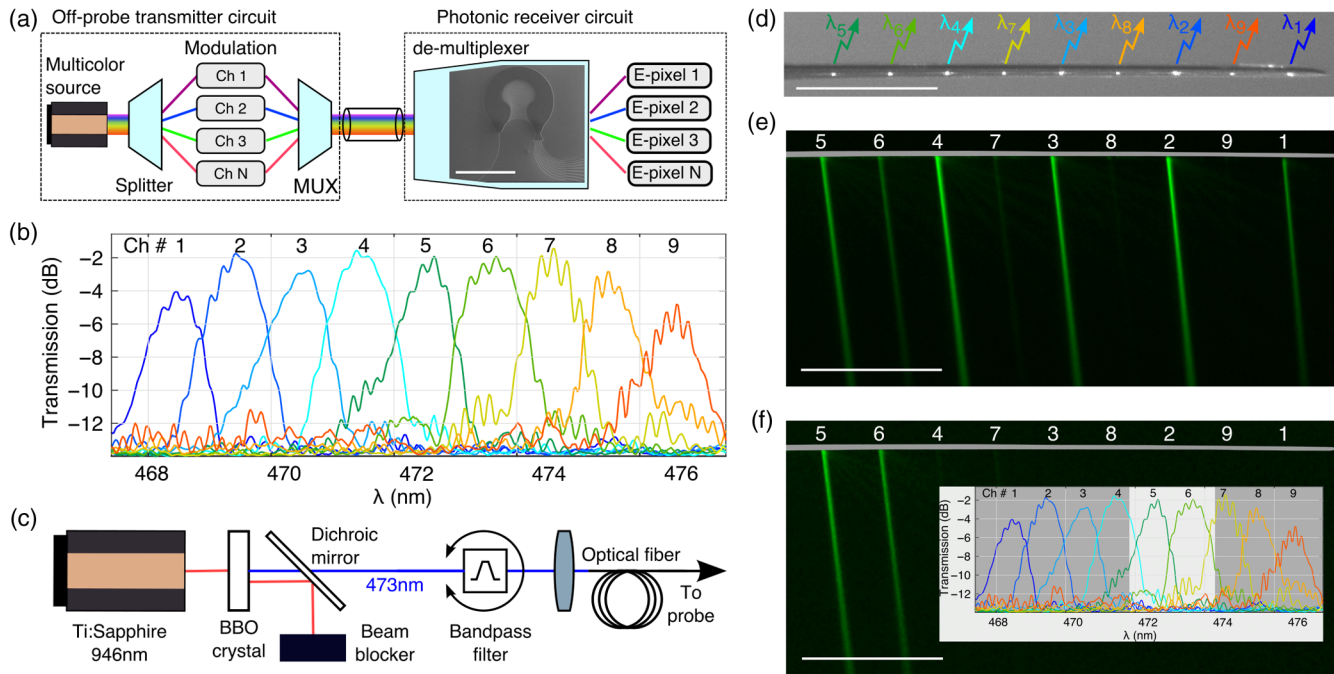 (a)
Off-probe transmitter circuit
Photonic receiver circuit
Multicolor
source
Modulation
Ch 1
Ch 2
Ch 3
Ch N
Splitter
MUX
de-multiplexer
E-pixel 1
E-pixel 2
E-pixel 3
E-pixel N
(b)
Ch # 1 2 3 4 5 6 7 8 9
Transmission (dB)
−2
−4
−6
−8
−10
−12
468 470 472 474 476
λ (nm)
(c)
Ti:Sapphire
946nm
BBO
crystal
Dichroic
mirror
473nm
Beam
blocker
Bandpass
filter
Optical fiber
To
probe
(d)
λ5 λ6 λ4 λ7 λ3 λ8 λ2 λ9 λ1
(e)
5 6 4 7 3 8 2 9 1
(f)
5 6 4 7 3 8 2 9 1
Ch # 1 2 3 4 5 6 7 8 9
Transmission (dB)
−2
−4
−6
−8
−10
−12
468 470 472 474 476
λ (nm)